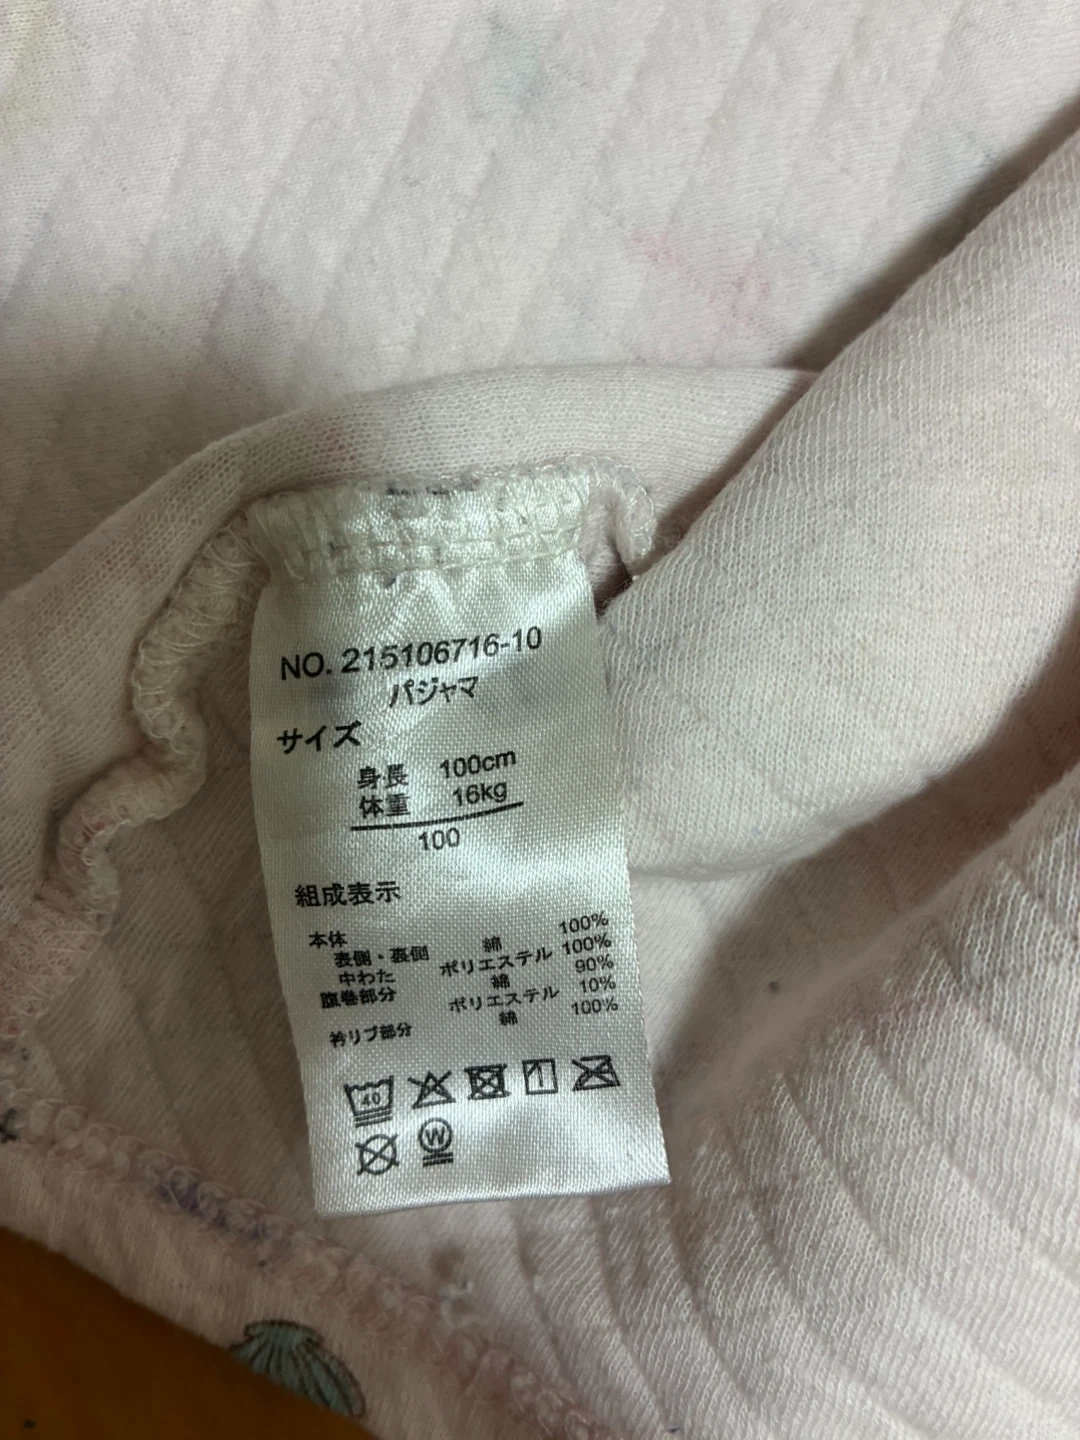 NO. 215106716-10
パジャマ
サイズ
身長 100cm
体重 16kg
100
組成表示
本体
表側・裏側 綿 100%
中わた ポリエステル 100%
腹巻部分 綿 90%
ポリエステル 10%
衿リブ部分 綿 100%
40
W